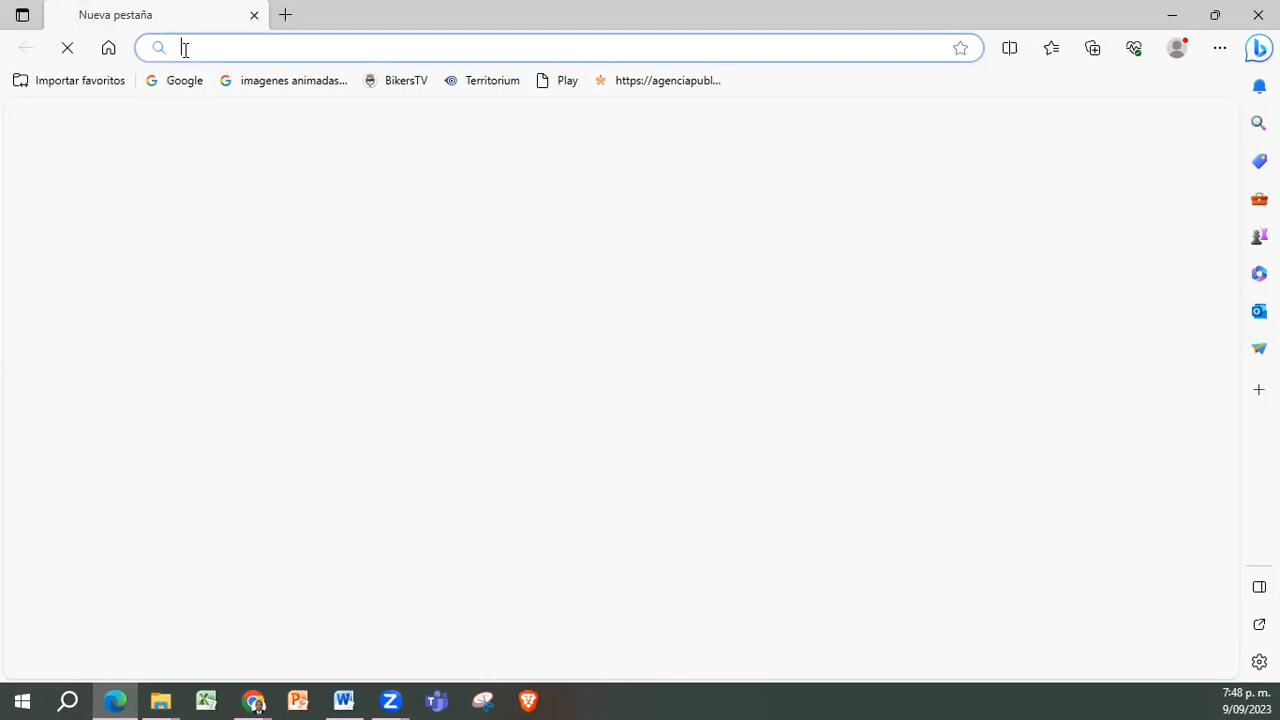 Nueva pestaña
Importar favoritos
Google
imagenes animadas...
BikersTV
Territorium
Play
https://agenciapubl...
7:48 p. m.
9/09/2023